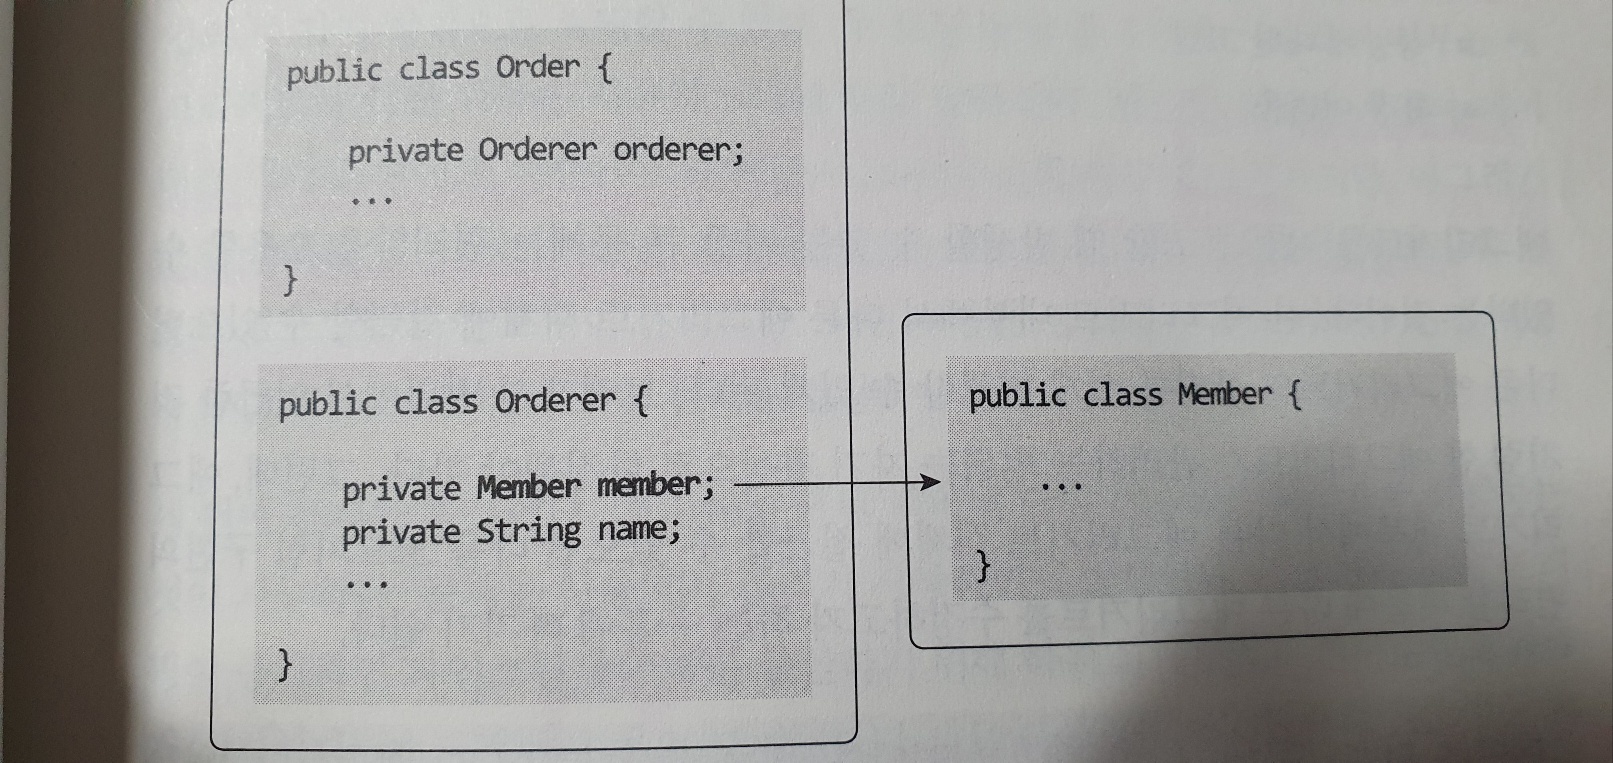 public class Order {
private Orderer orderer;
...
}
public class Orderer {
private Member member;
private String name;
...
}
public class Member {
...
}